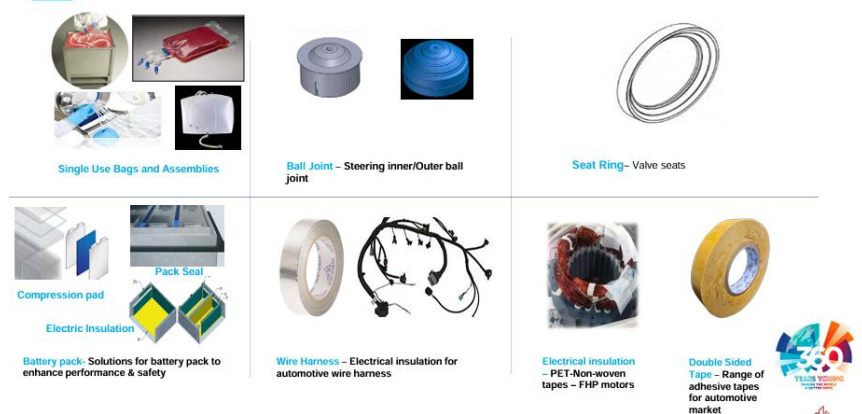 Single Use Bags and Assemblies
Ball Joint – Steering inner/Outer ball
joint
Seat Ring– Valve seats
Pack Seal
Compression pad
Electric Insulation
Battery pack- Solutions for battery pack to
enhance performance & safety
Wire Harness – Electrical insulation for
automotive wire harness
Electrical insulation
– PET-Non-woven
tapes – FHP motors
Double Sided
Tape – Range of
adhesive tapes
for automotive
market
360
YEARS YOUNG